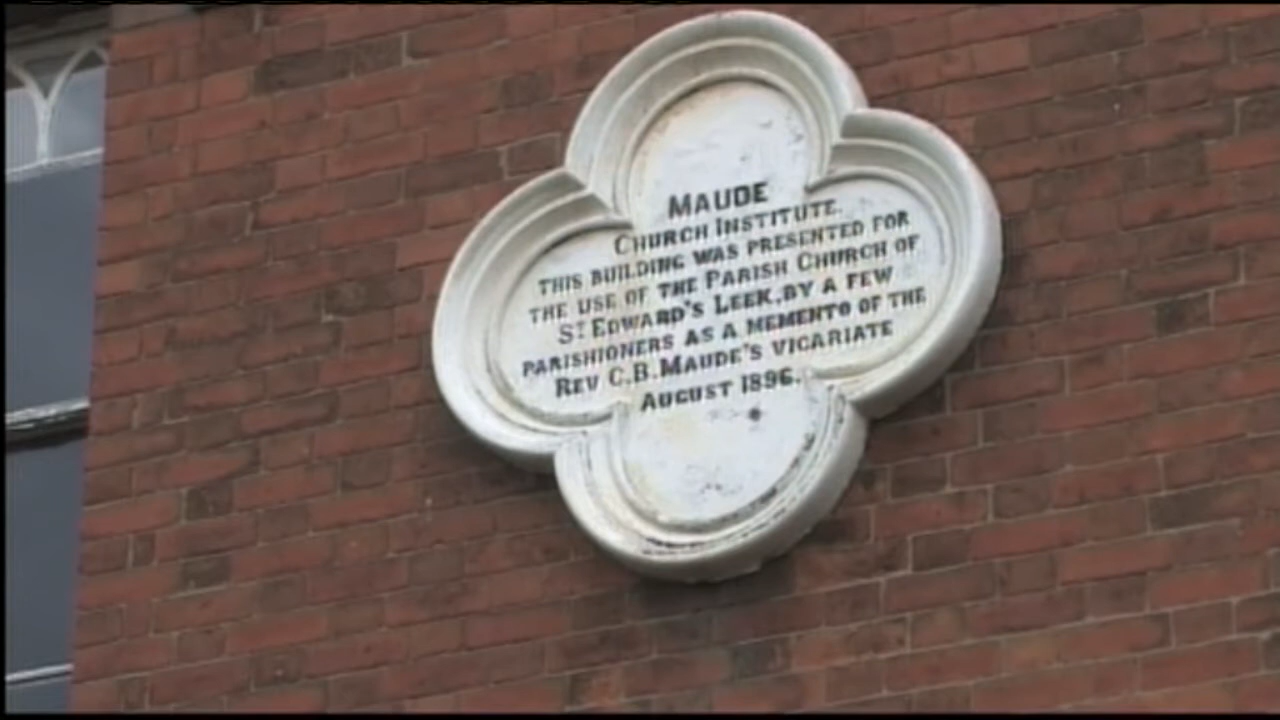 MAUDE
CHURCH INSTITUTE.
THIS BUILDING WAS PRESENTED FOR
THE USE OF THE PARISH CHURCH OF
ST EDWARD'S LEEK, BY A FEW
PARISHIONERS AS A MEMENTO OF THE
REV C.B. MAUDE'S VICARIATE
AUGUST 1896.